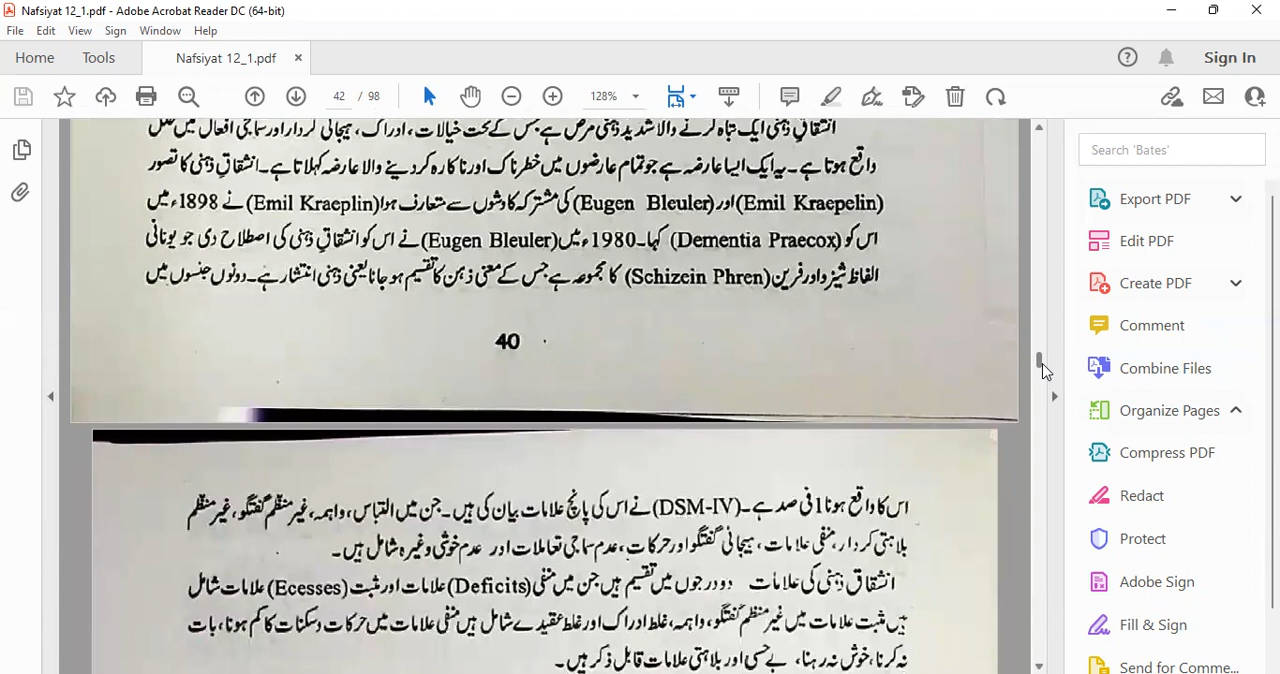 Nafsiyat 12_1.pdf - Adobe Acrobat Reader DC (64-bit)
File Edit View Sign Window Help
Home Tools Nafsiyat 12_1.pdf × Sign In
42 / 98 128%
Search 'Bates'
Export PDF
Edit PDF
Create PDF
Comment
Combine Files
Organize Pages
Compress PDF
Redact
Protect
Adobe Sign
Fill & Sign
Send for Comme...
انشقاقِ ذہنی ایک تباہ کرنے والا شدید ذہنی مرض ہے جس کے تحت خیالات، ادراک، ہیجانی کردار اور سماجی افعال میں خلل
واقع ہوتا ہے۔ یہ ایک ایسا عارضہ ہے جو تمام عارضوں میں خطرناک اور ناکارہ کر دینے والا عارضہ کہلاتا ہے۔ انشقاقِ ذہنی کا تصور
(Emil Kraepelin) اور (Eugen Bleuler) کی مشترکہ کاوشوں سے متعارف ہوا (Emil Kraeplin) نے 1898ء میں
اس کو (Dementia Praecox) کہا۔ 1980ء میں (Eugen Bleuler) نے اس کو انشقاقِ ذہنی کی اصطلاح دی جو یونانی
الفاظ شیزو اور فرین (Schizein Phren) کا مجموعہ ہے جس کے معنی ذہن کا تقسیم ہو جانا یعنی ذہنی انتشار ہے۔ دونوں جنسوں میں
40
اس کا واقع ہونا 1 فی صد ہے۔ (DSM-IV) نے اس کی پانچ علامات بیان کی ہیں۔ جن میں التباس، واہمہ، غیر منظم گفتگو، غیر منظم
بلاہتی کردار، منفی علامات، ہیجانی گفتگو اور حرکات، عدم سماجی تعاملات اور عدم خوشی وغیرہ شامل ہیں۔
انشقاق ذہنی کی علامات دو درجوں میں تقسیم ہیں جن میں منفی (Deficits) علامات اور مثبت (Ecesses) علامات شامل
ہیں مثبت علامات میں غیر منظم گفتگو، واہمہ، غلط ادراک اور غلط عقیدے شامل ہیں منفی علامات میں حرکات و سکنات کا کم ہونا، بات
نہ کرنا، خوش نہ رہنا، بے حسی اور بلاہتی علامات قابل ذکر ہیں۔